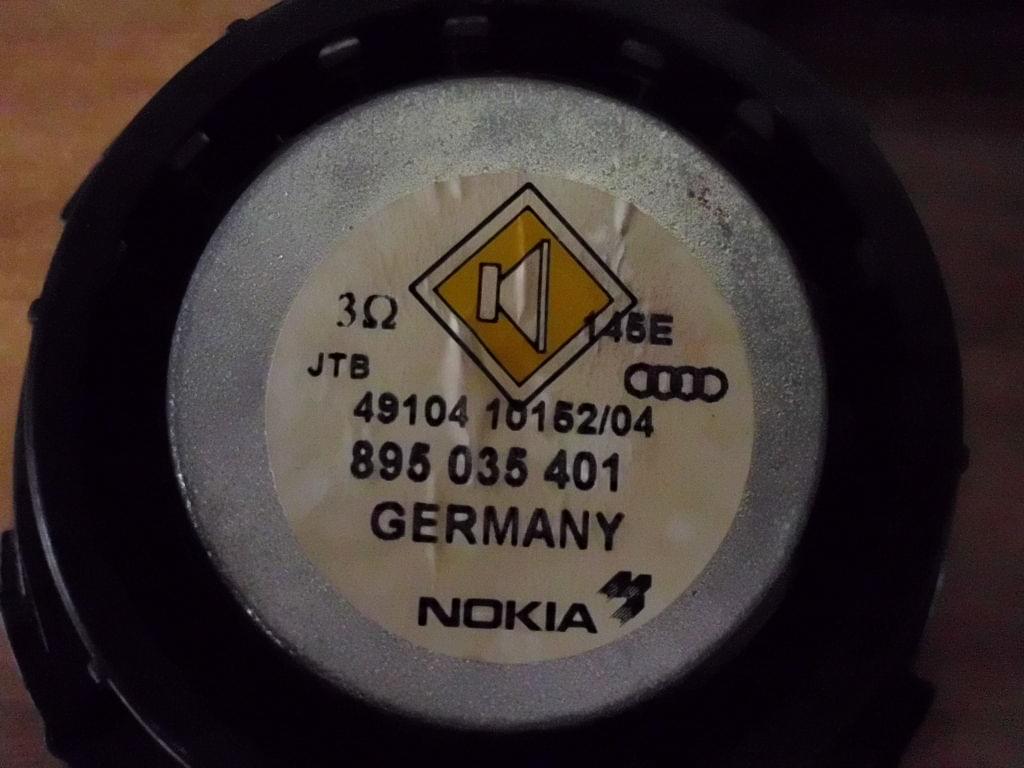 3Ω
145E
JTB
49104 10152/04
895 035 401
GERMANY
NOKIA